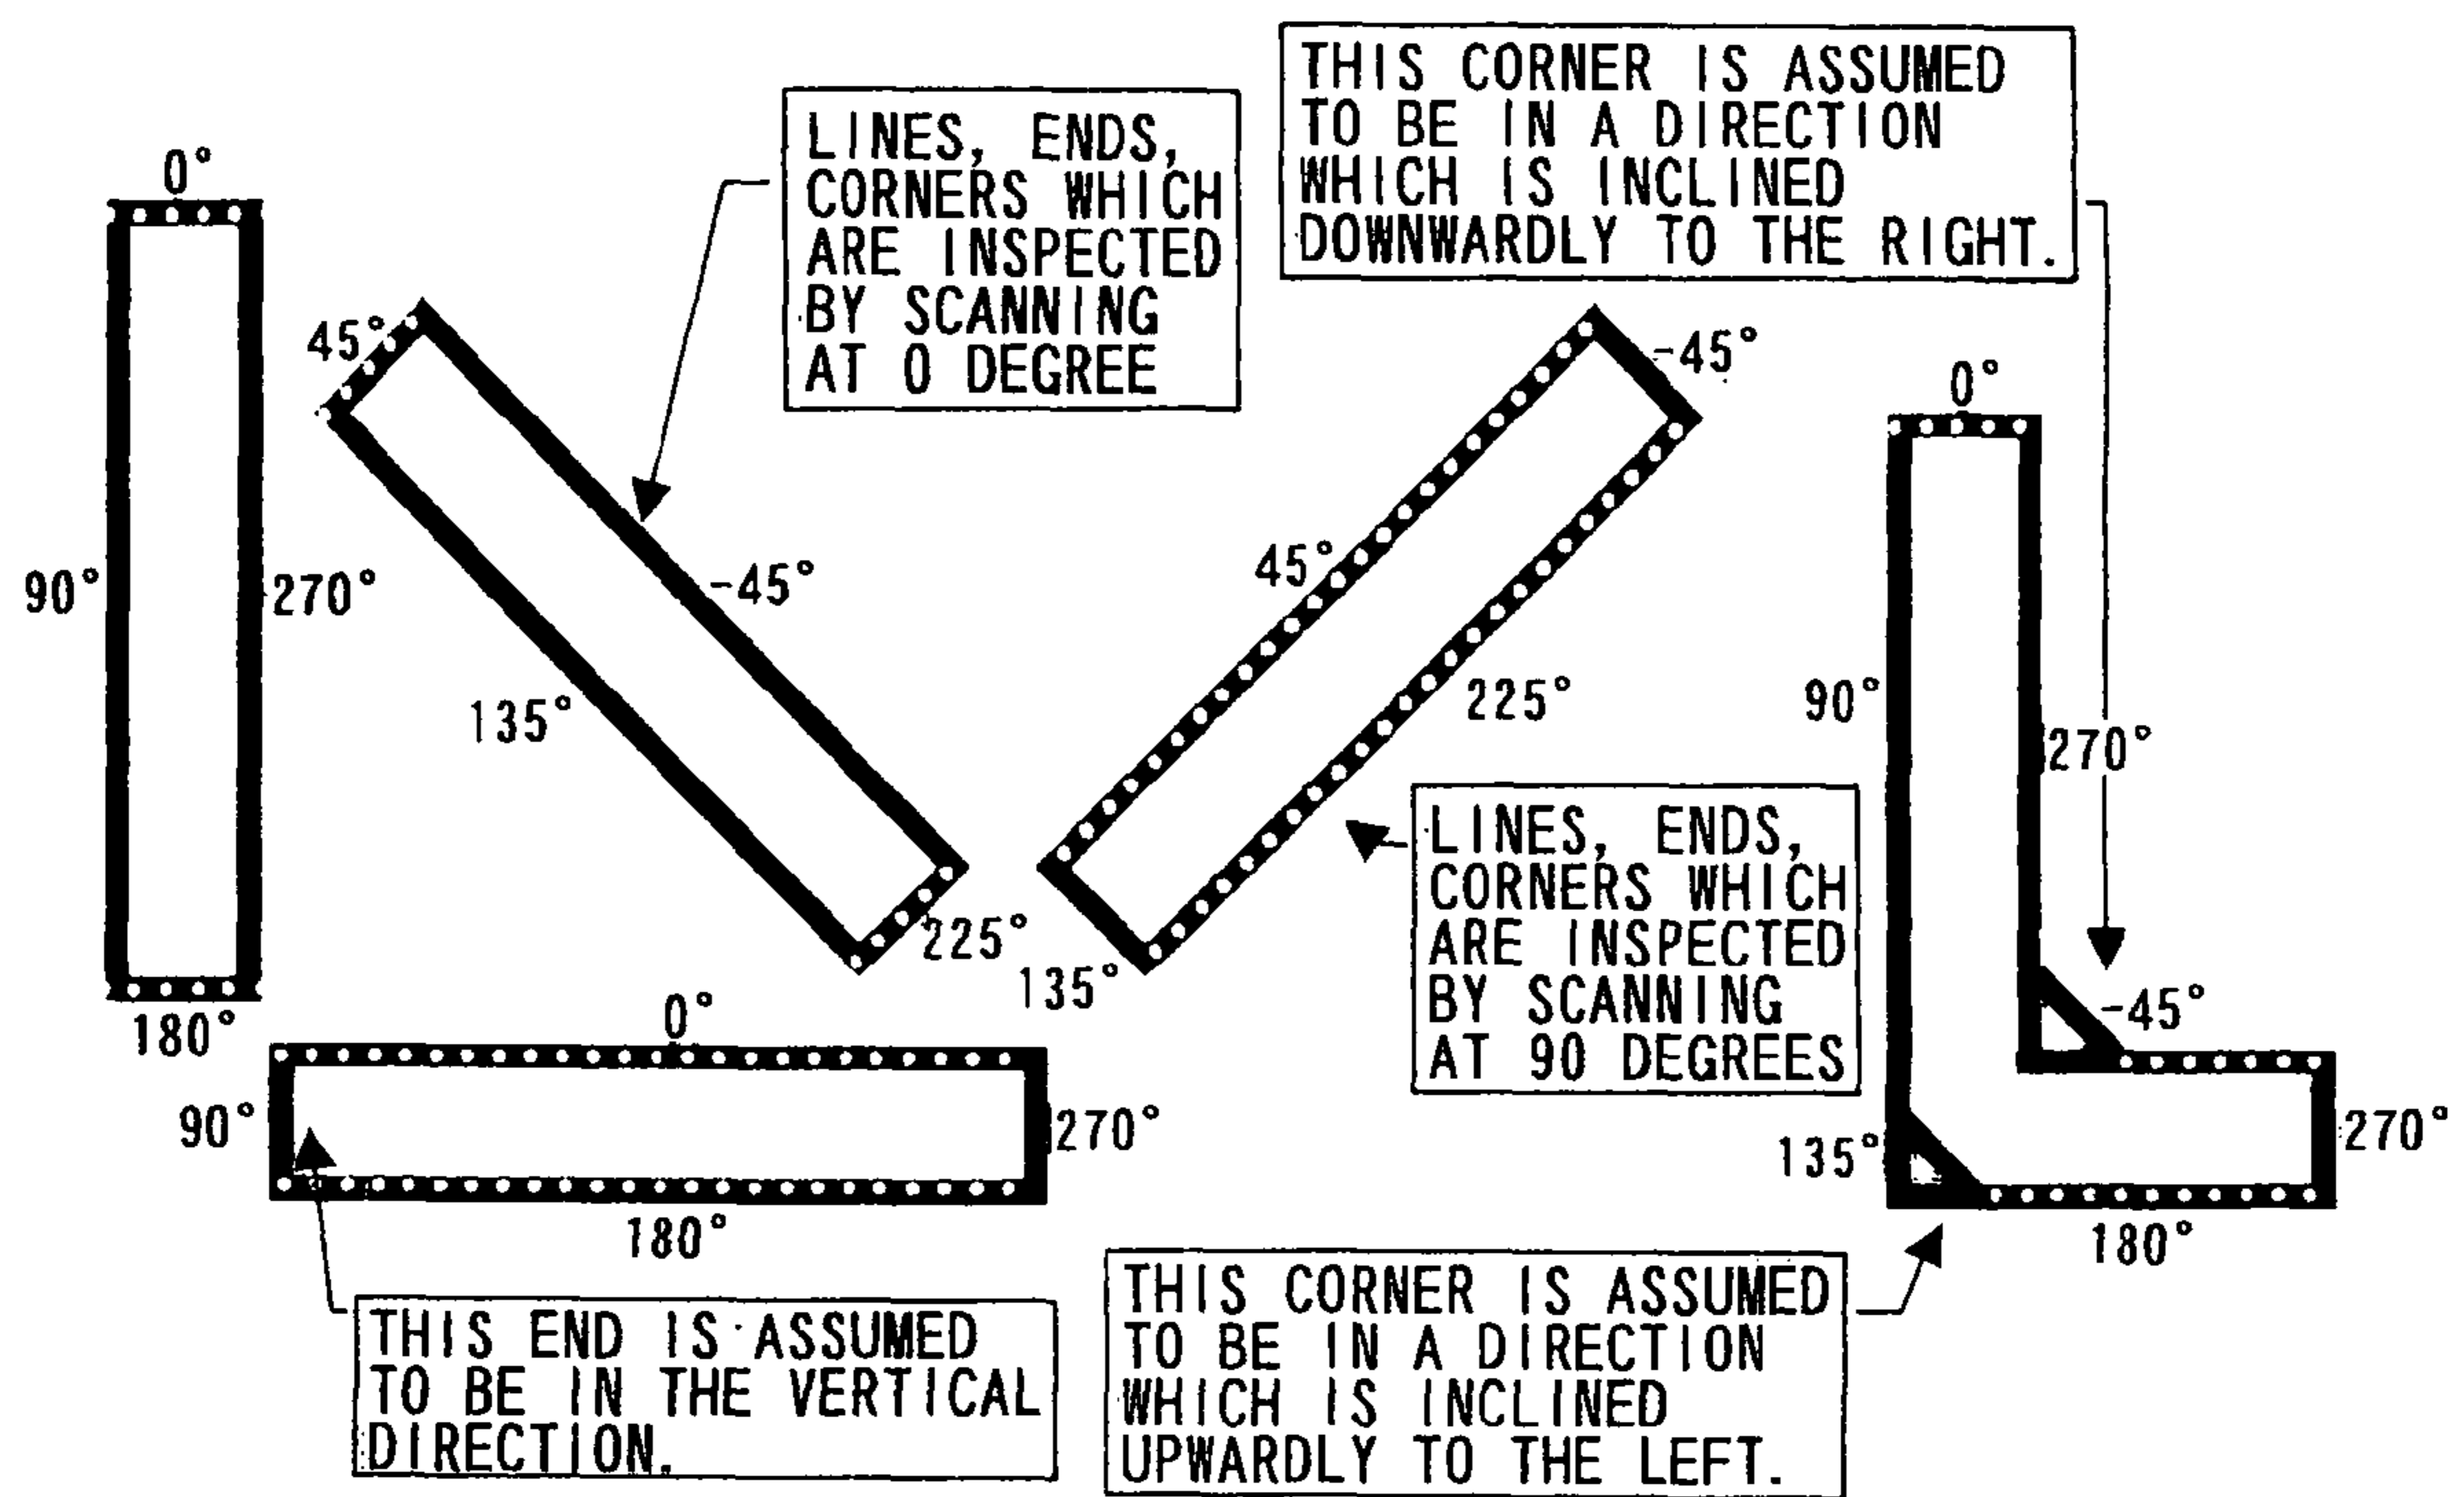 THIS CORNER IS ASSUMED
TO BE IN A DIRECTION
WHICH IS INCLINED
DOWNWARDLY TO THE RIGHT.
LINES, ENDS,
CORNERS WHICH
ARE INSPECTED
BY SCANNING
AT 0 DEGREE
0°
90°
270°
180°
45°
-45°
135°
225°
-45°
45°
225°
135°
0°
90°
270°
-45°
135°
270°
180°
LINES, ENDS,
CORNERS WHICH
ARE INSPECTED
BY SCANNING
AT 90 DEGREES
0°
90°
270°
180°
THIS END IS ASSUMED
TO BE IN THE VERTICAL
DIRECTION.
THIS CORNER IS ASSUMED
TO BE IN A DIRECTION
WHICH IS INCLINED
UPWARDLY TO THE LEFT.